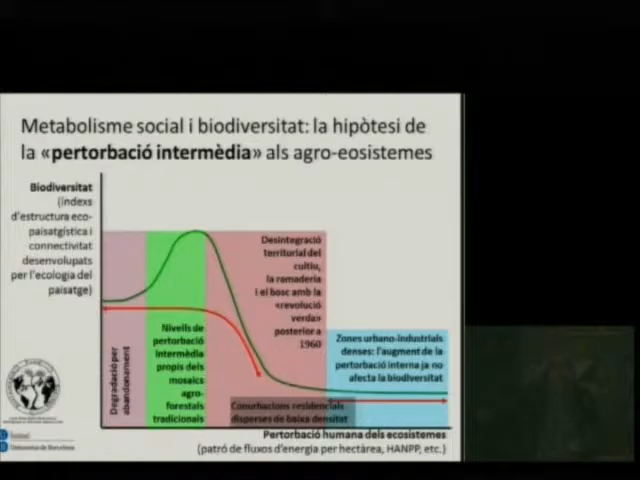 Metabolisme social i biodiversitat: la hipòtesi de
la «pertorbació intermèdia» als agro-eosistemes
Biodiversitat
(índexs
d'estructura eco-
paisatgística i
connectivitat
desenvolupats
per l'ecologia del
paisatge)
Degradació per
abandonament
Nivells de
pertorbació
intermèdia
propis dels
mosaics
agro-
forestals
tradicionals
Desintegració
territorial del
cultiu,
la ramaderia
i el bosc amb la
«revolució
verda»
posterior a
1960
Conurbacions residencials
disperses de baixa densitat
Zones urbano-industrials
denses: l'augment de la
pertorbació interna ja no
afecta la biodiversitat
Pertorbació humana dels ecosistemes
(patró de fluxos d'energia per hectàrea, HANPP, etc.)
Universitat de Barcelona